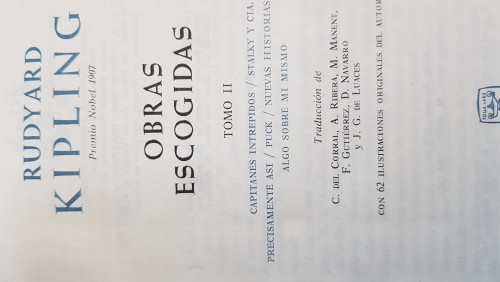 RUDYARD
KIPLING
Premio Nobel 1907
OBRAS
ESCOGIDAS
TOMO II
CAPITANES INTREPIDOS / STALKY Y CIA.
PRECISAMENTE ASI / PUCK / NUEVAS HISTORIAS
ALGO SOBRE MI MISMO
Traducción de
C. DEL CORRAL, A. RIBERA, M. MANENT,
F. GUTIÉRREZ, D. NAVARRO
y J. G. DE LUACES
CON 62 ILUSTRACIONES ORIGINALES DEL AUTOR